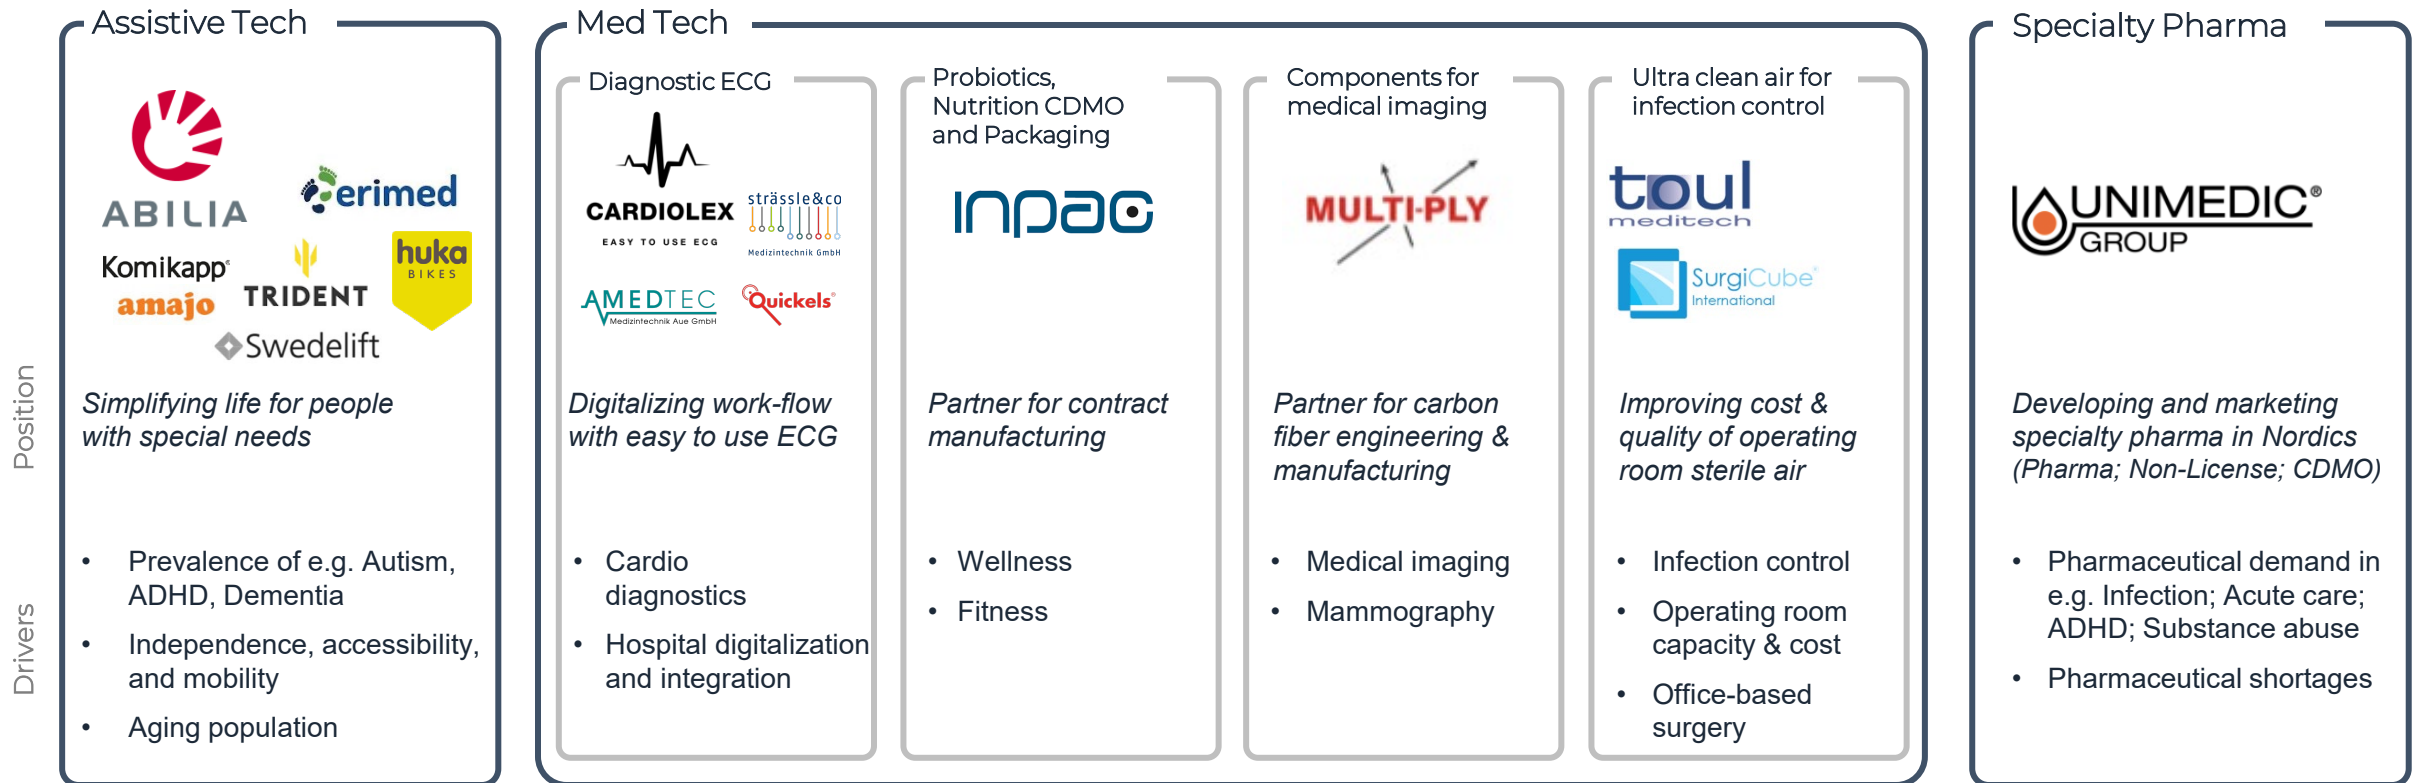 Assistive Tech
ABILIA
erimed
Komikapp®
amajo
TRIDENT
huka
BIKES
Swedelift
Position
Simplifying life for people
with special needs
Drivers
• Prevalence of e.g. Autism,
ADHD, Dementia
• Independence, accessibility,
and mobility
• Aging population
Med Tech
Diagnostic ECG
CARDIOLEX
EASY TO USE ECG
strässle&co
Medizintechnik GmbH
AMEDTEC
Medizintechnik Aue GmbH
Quickels®
Digitalizing work-flow
with easy to use ECG
• Cardio
diagnostics
• Hospital digitalization
and integration
Probiotics,
Nutrition CDMO
and Packaging
Inpac
Partner for contract
manufacturing
• Wellness
• Fitness
Components for
medical imaging
MULTI-PLY
Partner for carbon
fiber engineering &
manufacturing
• Medical imaging
• Mammography
Ultra clean air for
infection control
toul
meditech
SurgiCube®
International
Improving cost &
quality of operating
room sterile air
• Infection control
• Operating room
capacity & cost
• Office-based
surgery
Specialty Pharma
UNIMEDIC®
GROUP
Developing and marketing
specialty pharma in Nordics
(Pharma; Non-License; CDMO)
• Pharmaceutical demand in
e.g. Infection; Acute care;
ADHD; Substance abuse
• Pharmaceutical shortages